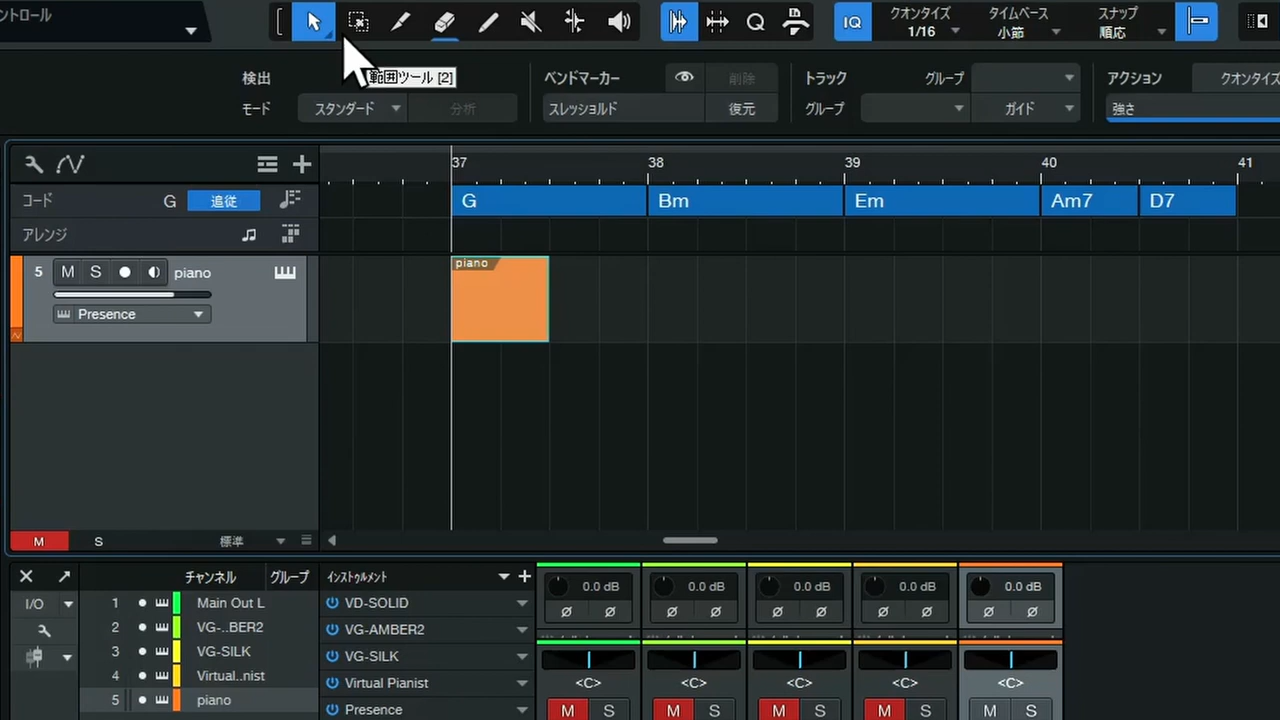 ントロール
IQ
クオンタイズ
1/16
タイムベース
小節
スナップ
順応
範囲ツール [2]
検出
モード
スタンダード
分析
ベンドマーカー
削除
スレッショルド
復元
トラック
グループ
グループ
ガイド
アクション
クオンタイズ
強さ
37
38
39
40
41
コード
G
追従
G
Bm
Em
Am7
D7
アレンジ
5
M
S
piano
piano
Presence
M
S
標準
チャンネル
グループ
インストゥルメント
I/O
1
Main Out L
2
VG-..BER2
3
VG-SILK
4
Virtual..nist
5
piano
VD-SOLID
VG-AMBER2
VG-SILK
Virtual Pianist
Presence
0.0 dB
0.0 dB
0.0 dB
0.0 dB
0.0 dB
<C>
<C>
<C>
<C>
<C>
M S
M S
M S
M S
M S